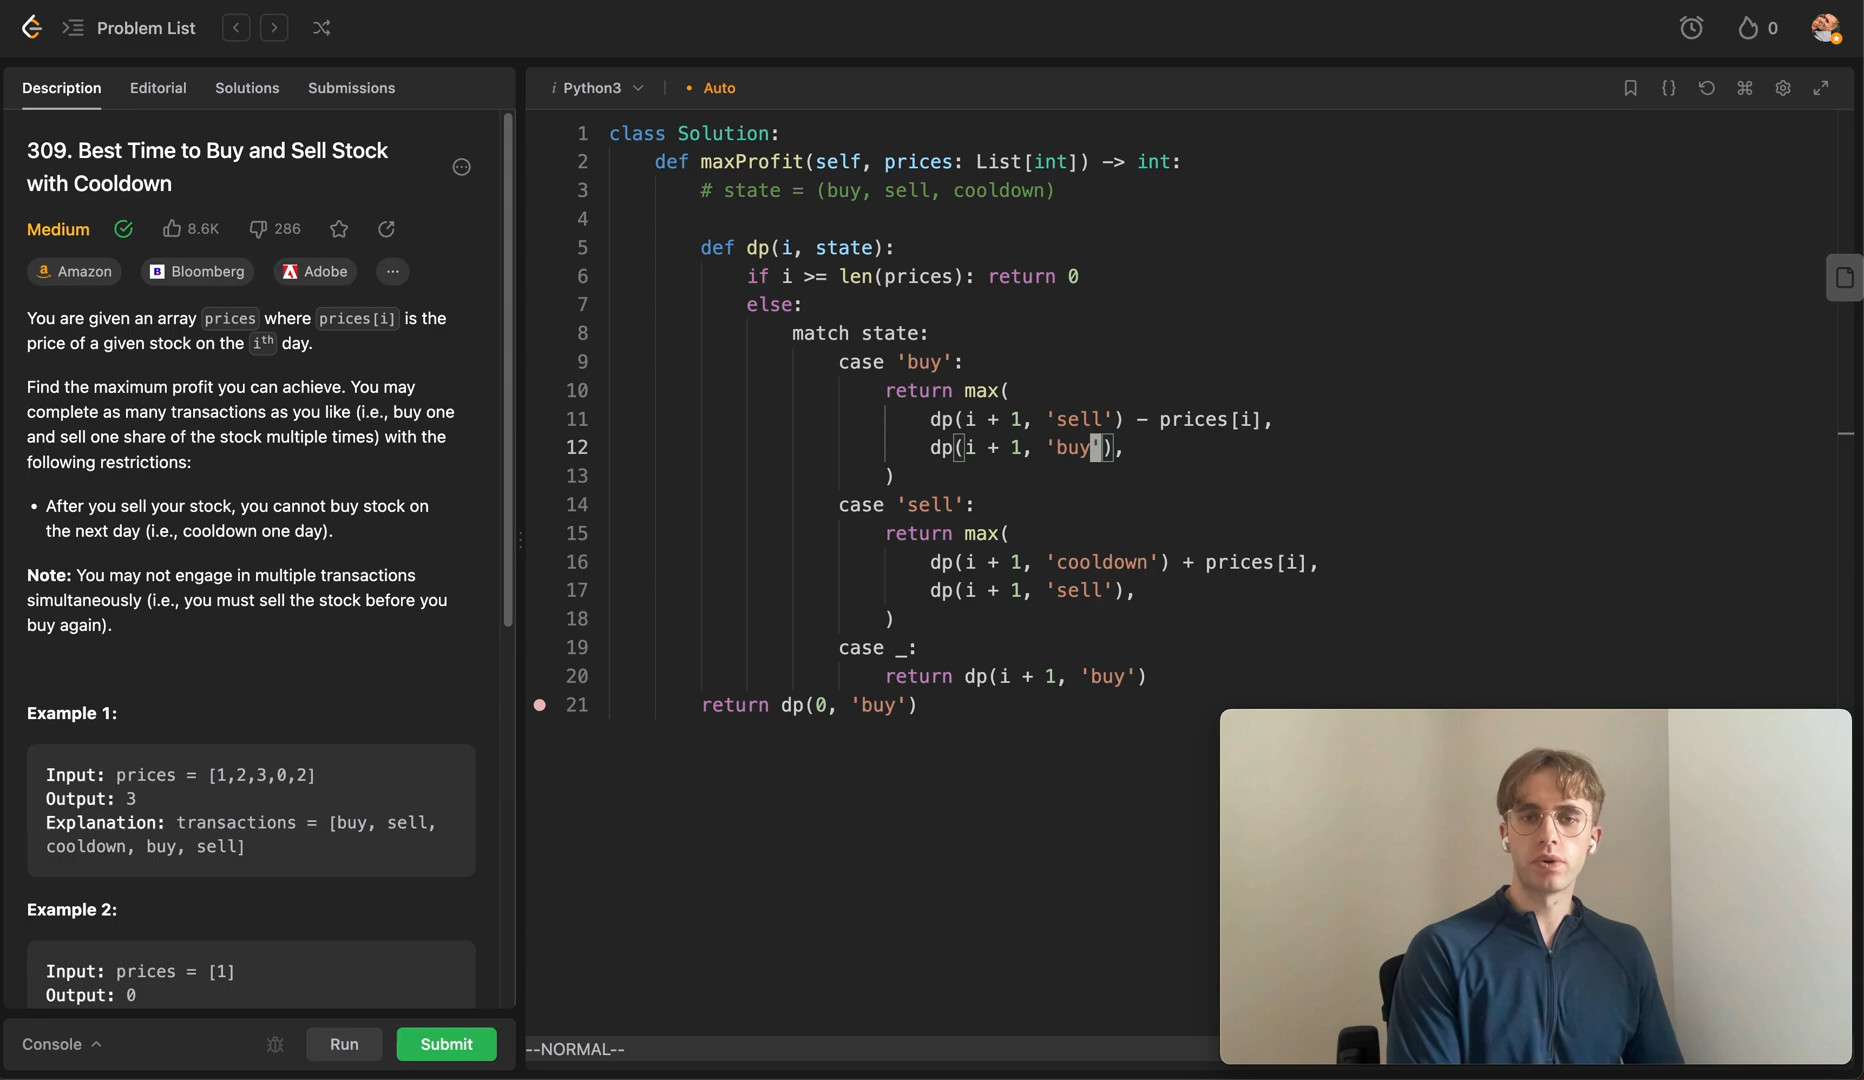 Problem List
0
Description Editorial Solutions Submissions
309. Best Time to Buy and Sell Stock
with Cooldown
Medium 8.6K 286
Amazon Bloomberg Adobe ...
You are given an array prices where prices[i] is the
price of a given stock on the ith day.
Find the maximum profit you can achieve. You may
complete as many transactions as you like (i.e., buy one
and sell one share of the stock multiple times) with the
following restrictions:
• After you sell your stock, you cannot buy stock on
the next day (i.e., cooldown one day).
Note: You may not engage in multiple transactions
simultaneously (i.e., you must sell the stock before you
buy again).
Example 1:
Input: prices = [1,2,3,0,2]
Output: 3
Explanation: transactions = [buy, sell,
cooldown, buy, sell]
Example 2:
Input: prices = [1]
Output: 0
Console Run Submit
i Python3 • Auto
1 class Solution:
2 def maxProfit(self, prices: List[int]) -> int:
3 # state = (buy, sell, cooldown)
4
5 def dp(i, state):
6 if i >= len(prices): return 0
7 else:
8 match state:
9 case 'buy':
10 return max(
11 dp(i + 1, 'sell') - prices[i],
12 dp(i + 1, 'buy'),
13 )
14 case 'sell':
15 return max(
16 dp(i + 1, 'cooldown') + prices[i],
17 dp(i + 1, 'sell'),
18 )
19 case _:
20 return dp(i + 1, 'buy')
21 return dp(0, 'buy')
--NORMAL--